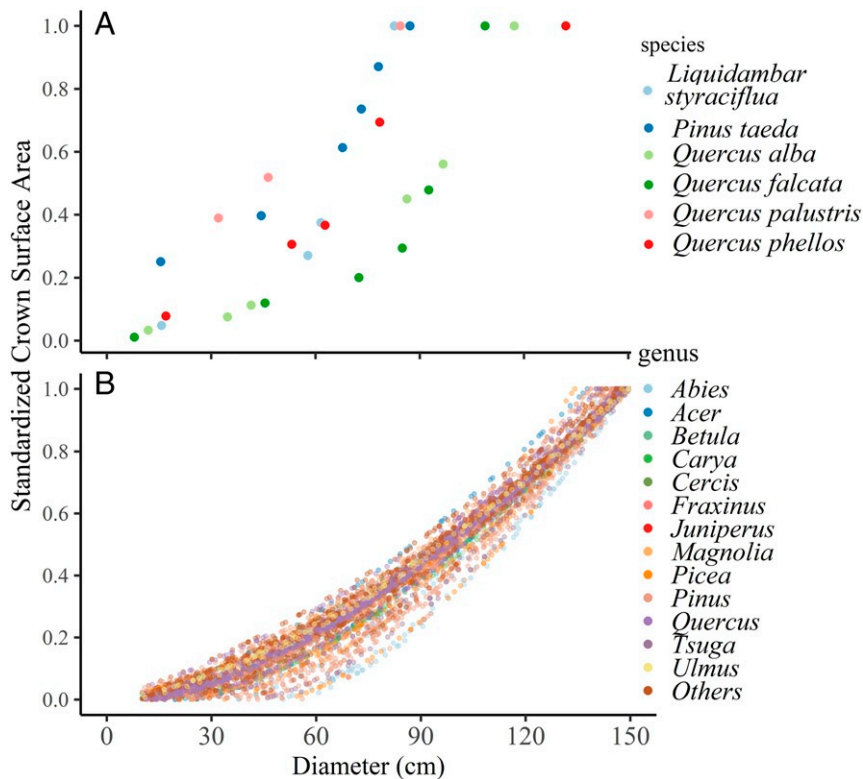 A
1.0
0.8
0.6
0.4
0.2
0.0
species
Liquidambar
styraciflua
Pinus taeda
Quercus alba
Quercus falcata
Quercus palustris
Quercus phellos
Standardized Crown Surface Area
B
1.0
0.8
0.6
0.4
0.2
0.0
genus
Abies
Acer
Betula
Carya
Cercis
Fraxinus
Juniperus
Magnolia
Picea
Pinus
Quercus
Tsuga
Ulmus
Others
0 30 60 90 120 150
Diameter (cm)